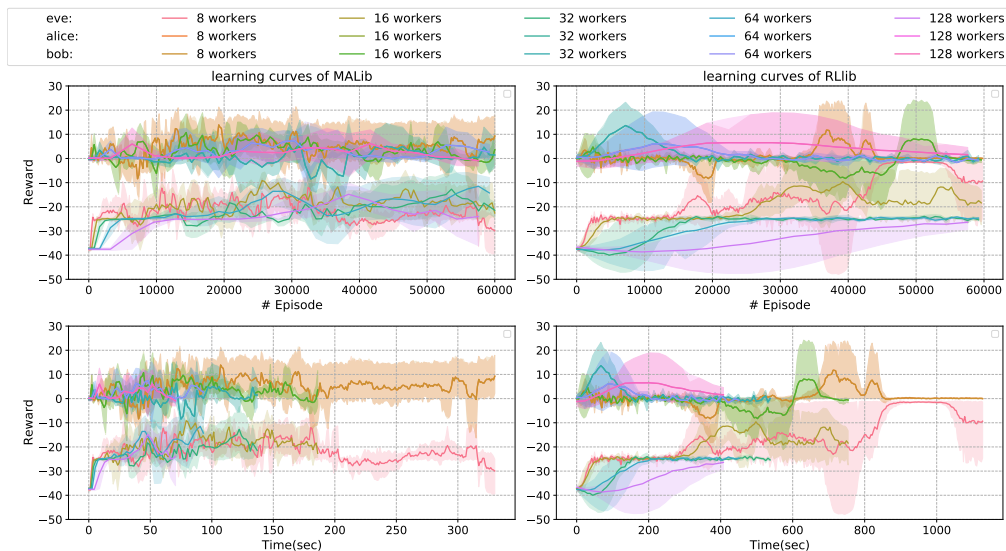 eve: 8 workers 16 workers 32 workers 64 workers 128 workers
alice: 8 workers 16 workers 32 workers 64 workers 128 workers
bob: 8 workers 16 workers 32 workers 64 workers 128 workers
learning curves of MALib
30
20
10
0
−10
−20
−30
−40
−50
Reward
0 10000 20000 30000 40000 50000 60000
# Episode
learning curves of RLlib
30
20
10
0
−10
−20
−30
−40
−50
0 10000 20000 30000 40000 50000 60000
# Episode
30
20
10
0
−10
−20
−30
−40
−50
Reward
0 50 100 150 200 250 300
Time(sec)
30
20
10
0
−10
−20
−30
−40
−50
0 200 400 600 800 1000
Time(sec)